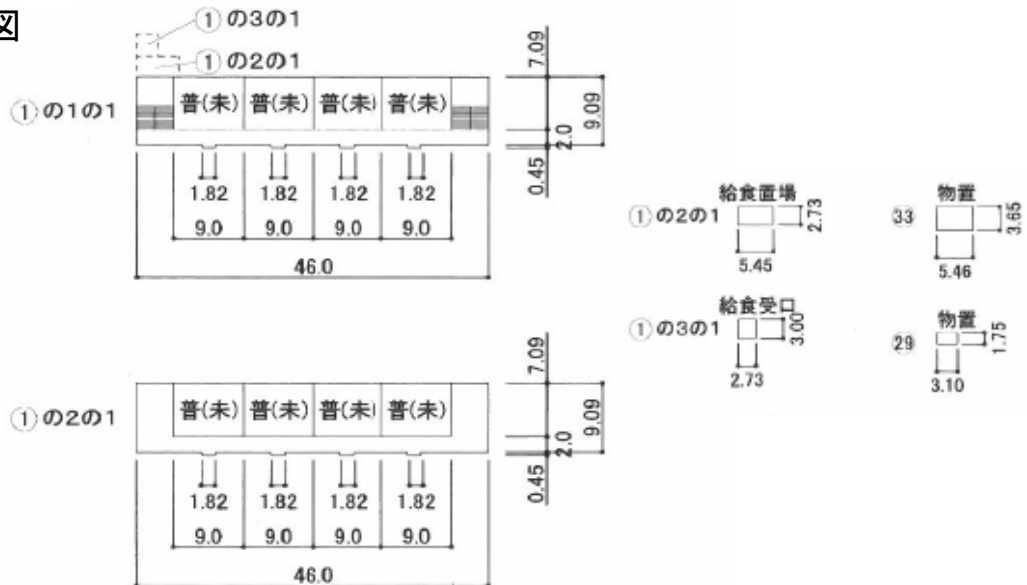 図
①の3の1
①の2の1
①の1の1
普(未) 普(未) 普(未) 普(未)
7.09
9.09
2.0
0.45
1.82 1.82 1.82 1.82
9.0 9.0 9.0 9.0
46.0
給食置場
①の2の1
2.73
5.45
物置
㉝
3.65
5.46
給食受口
①の3の1
3.00
2.73
物置
㉙
1.75
3.10
①の2の1
普(未) 普(未) 普(未) 普(未)
7.09
9.09
2.0
0.45
1.82 1.82 1.82 1.82
9.0 9.0 9.0 9.0
46.0